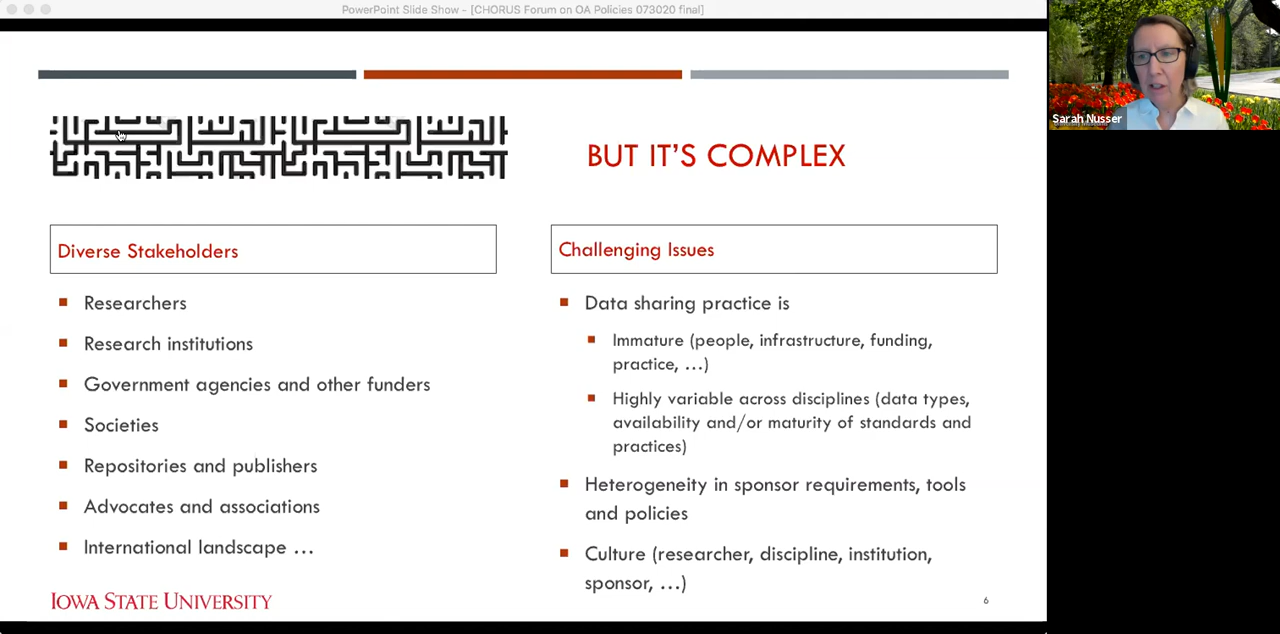 PowerPoint Slide Show - [CHORUS Forum on OA Policies 073020 final]
Sarah Nusser
BUT IT'S COMPLEX
Diverse Stakeholders
Researchers
Research institutions
Government agencies and other funders
Societies
Repositories and publishers
Advocates and associations
International landscape …
Challenging Issues
Data sharing practice is
Immature (people, infrastructure, funding,
practice, …)
Highly variable across disciplines (data types,
availability and/or maturity of standards and
practices)
Heterogeneity in sponsor requirements, tools
and policies
Culture (researcher, discipline, institution,
sponsor, …)
IOWA STATE UNIVERSITY
6